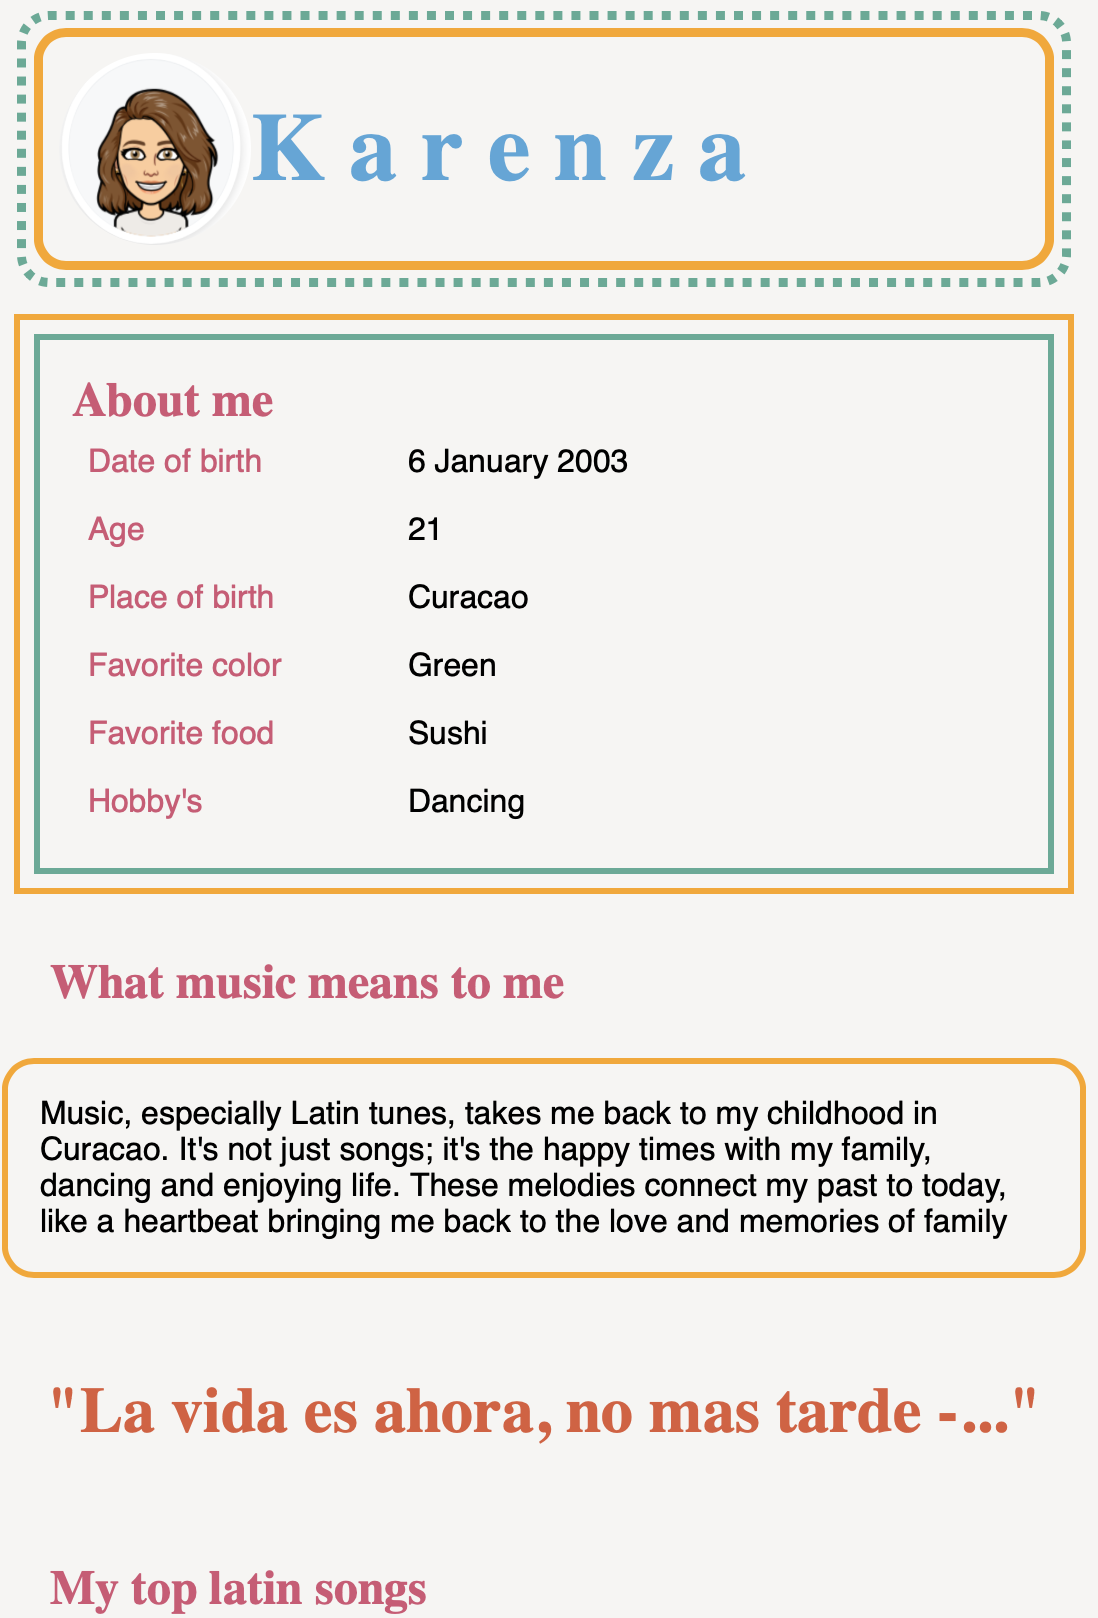 Karenza
About me
Date of birth 6 January 2003
Age 21
Place of birth Curacao
Favorite color Green
Favorite food Sushi
Hobby's Dancing
What music means to me
Music, especially Latin tunes, takes me back to my childhood in
Curacao. It's not just songs; it's the happy times with my family,
dancing and enjoying life. These melodies connect my past to today,
like a heartbeat bringing me back to the love and memories of family
"La vida es ahora, no mas tarde -..."
My top latin songs